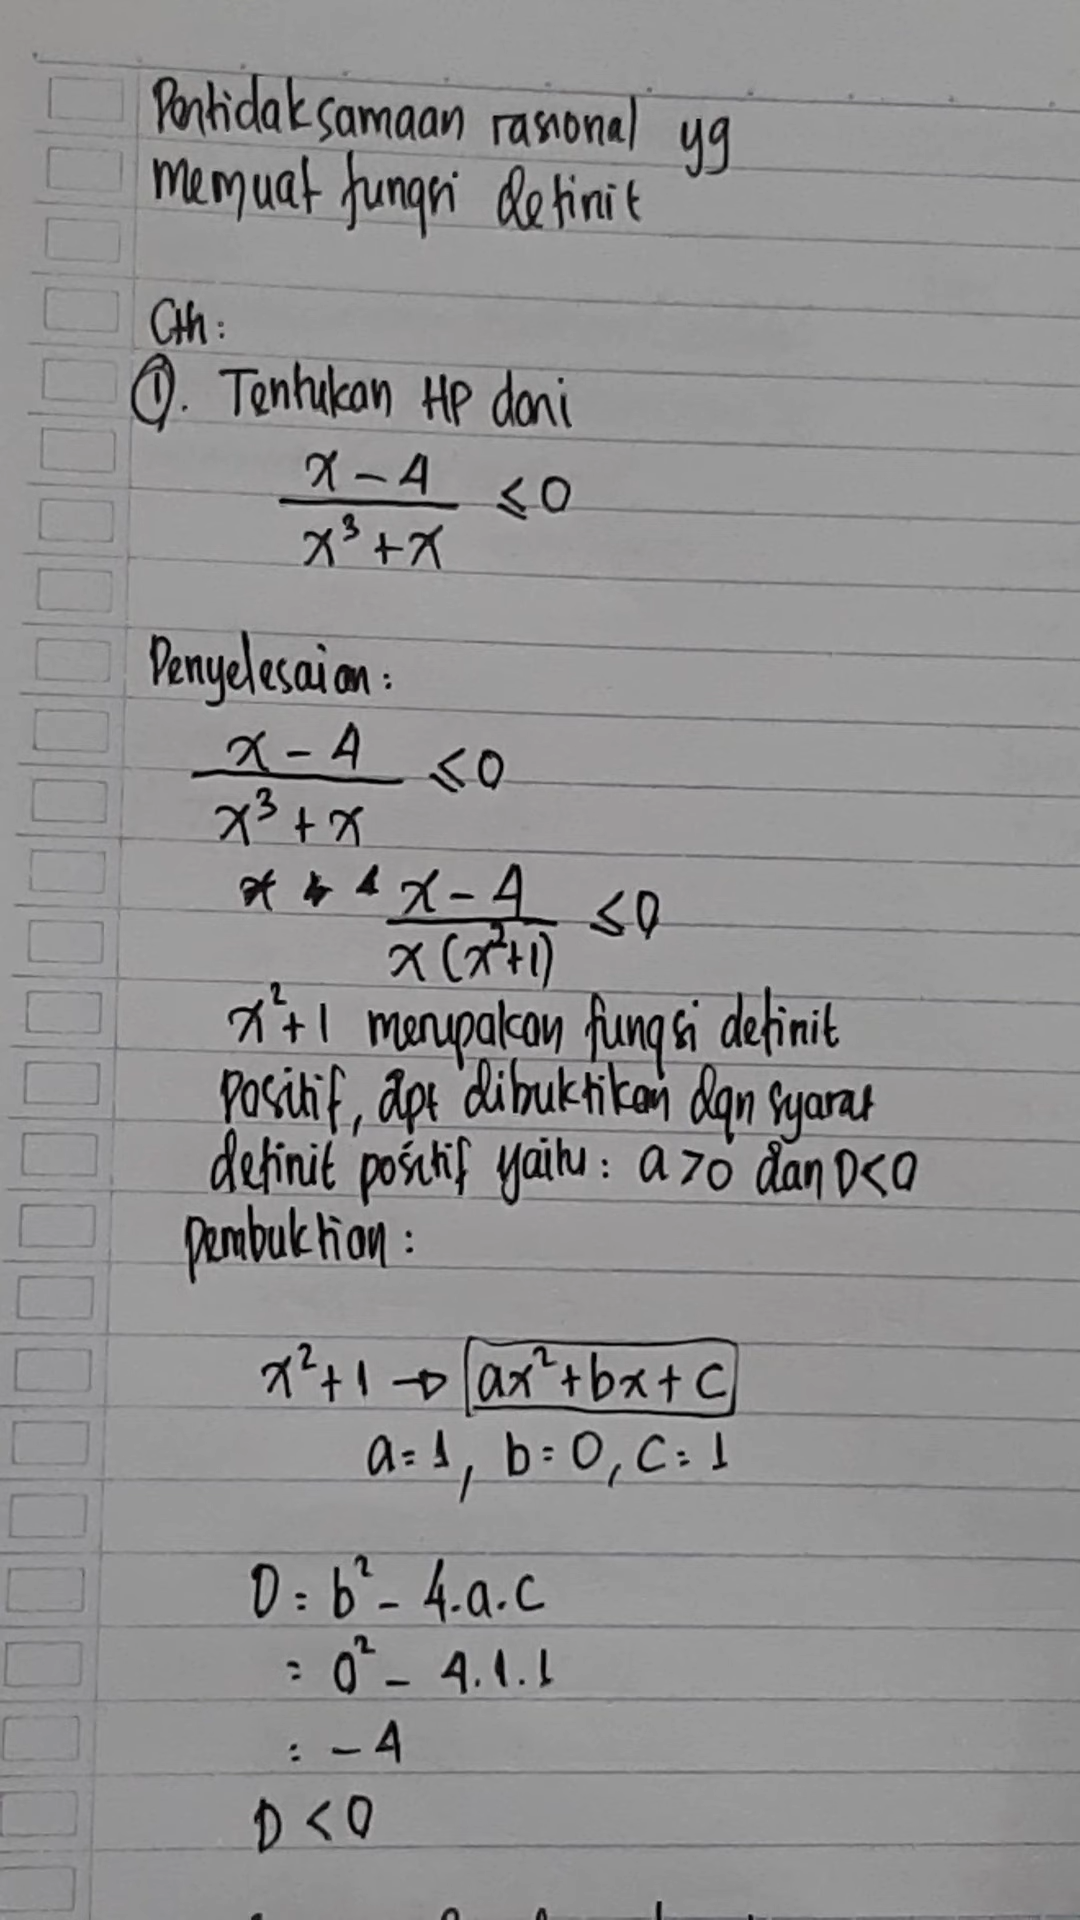 Pertidaksamaan rasional yg
memuat fungsi definit
Cth:
①. Tentukan HP dari
x - 4
x³ + x
≤ 0
Penyelesaian:
x - 4
x³ + x
≤ 0
x - 4
x (x²+1)
≤ 0
x²+1 merupakan fungsi definit
positif, dpt dibuktikan dgn syarat
definit positif yaitu: a > 0 dan D < 0
Pembuktian:
x² + 1 → ax² + bx + c
a = 1, b = 0, c = 1
D = b² - 4.a.c
= 0² - 4.1.1
= - 4
D < 0